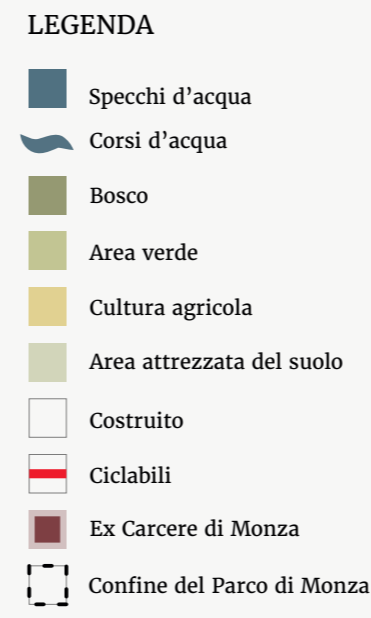 LEGENDA
Specchi d’acqua
Corsi d’acqua
Bosco
Area verde
Cultura agricola
Area attrezzata del suolo
Costruito
Ciclabili
Ex Carcere di Monza
Confine del Parco di Monza